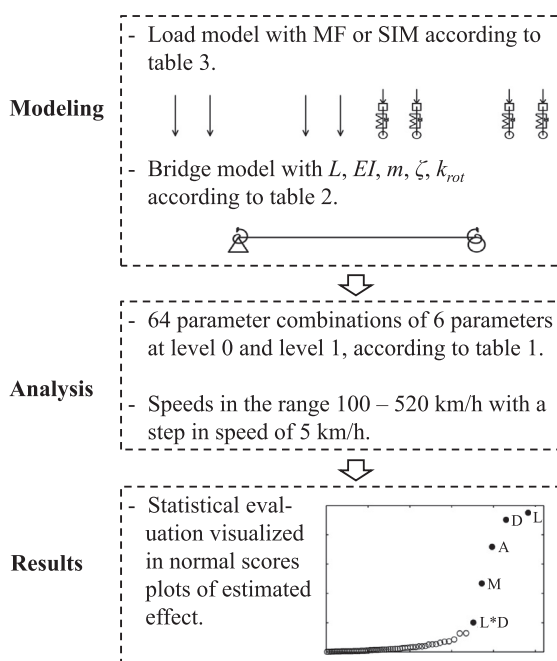 - Load model with MF or SIM according to
table 3.
Modeling
- Bridge model with L, EI, m, ζ, k_rot
according to table 2.
- 64 parameter combinations of 6 parameters
at level 0 and level 1, according to table 1.
Analysis
- Speeds in the range 100 – 520 km/h with a
step in speed of 5 km/h.
- Statistical eval-
uation visualized
in normal scores
plots of estimated
effect.
Results
D L
A
M
L*D